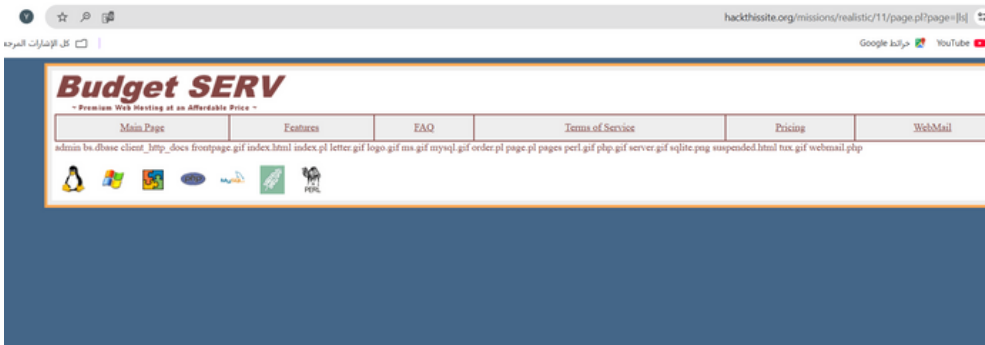 hackthissite.org/missions/realistic/11/page.pl?page=|ls|
Y
كل الإشارات المرجع
YouTube
خرائط Google
Budget SERV
~ Premium Web Hosting at an Affordable Price ~
Main Page Features FAQ Terms of Service Pricing WebMail
admin bs.dbase client_http_docs frontpage.gif index.html index.pl letter.gif logo.gif ms.gif mysql.gif order.pl page.pl pages perl.gif php.gif server.gif sqlite.png suspended.html tux.gif webmail.php
php
MySQL
PERL